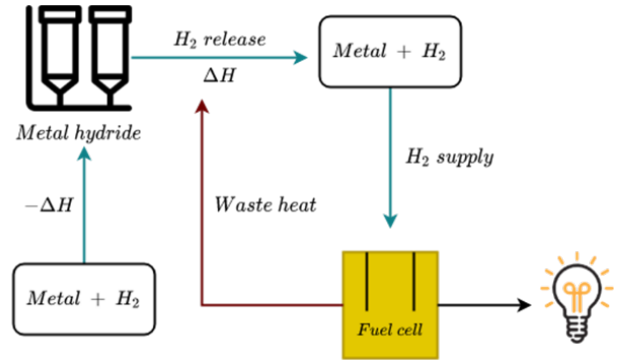 H₂ release
ΔH
Metal + H₂
Metal hydride
H₂ supply
−ΔH
Waste heat
Metal + H₂
Fuel cell